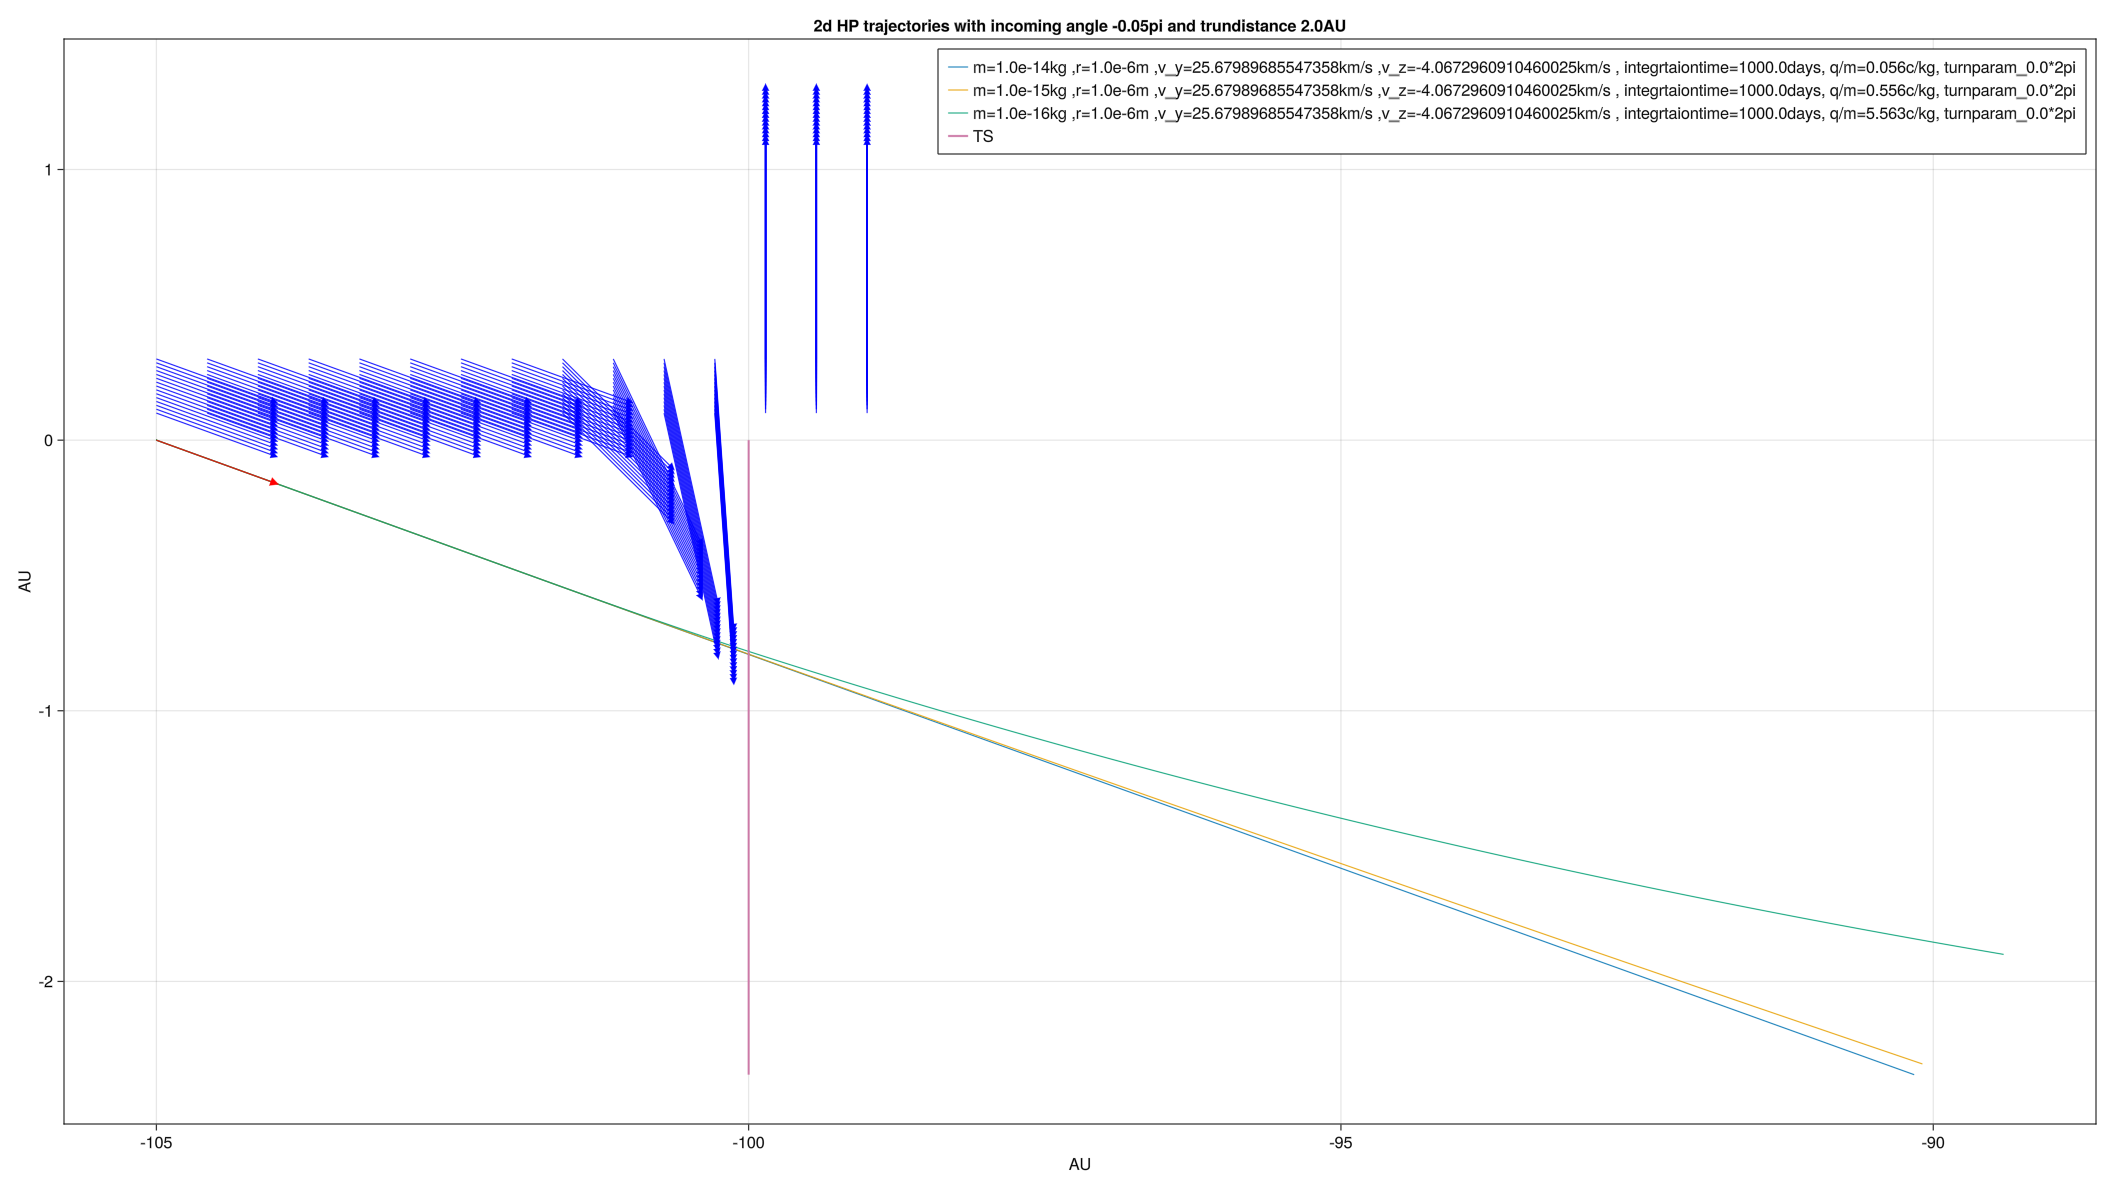 2d HP trajectories with incoming angle -0.05pi and trundistance 2.0AU
m=1.0e-14kg ,r=1.0e-6m ,v_y=25.67989685547358km/s ,v_z=-4.0672960910460025km/s , integrtaiontime=1000.0days, q/m=0.056c/kg, turnparam_0.0*2pi
m=1.0e-15kg ,r=1.0e-6m ,v_y=25.67989685547358km/s ,v_z=-4.0672960910460025km/s , integrtaiontime=1000.0days, q/m=0.556c/kg, turnparam_0.0*2pi
m=1.0e-16kg ,r=1.0e-6m ,v_y=25.67989685547358km/s ,v_z=-4.0672960910460025km/s , integrtaiontime=1000.0days, q/m=5.563c/kg, turnparam_0.0*2pi
TS
1
0
-1
-2
AU
-105
-100
-95
-90
AU